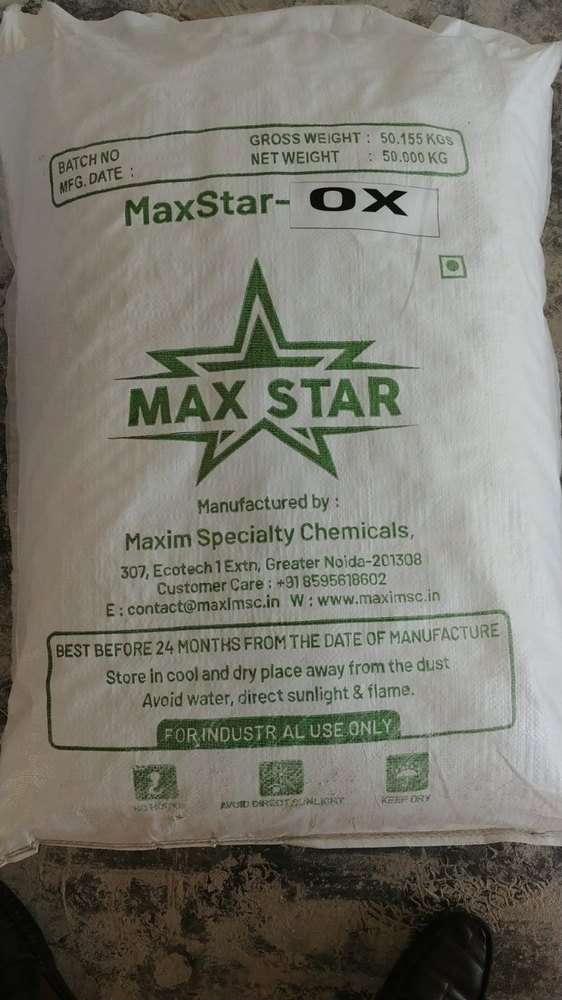 BATCH NO
MFG. DATE :
GROSS WEIGHT : 50.155 KGS
NET WEIGHT : 50.000 KG
MaxStar- OX
MAX STAR
Manufactured by :
Maxim Specialty Chemicals,
307, Ecotech 1 Extn, Greater Noida-201308
Customer Care : +91 8595618602
E : contact@maximsc.in W : www.maximsc.in
BEST BEFORE 24 MONTHS FROM THE DATE OF MANUFACTURE
Store in cool and dry place away from the dust
Avoid water, direct sunlight & flame.
FOR INDUSTR AL USE ONLY
NO HOOKS
AVOID DIRECT SUNLIGHT
KEEP DRY